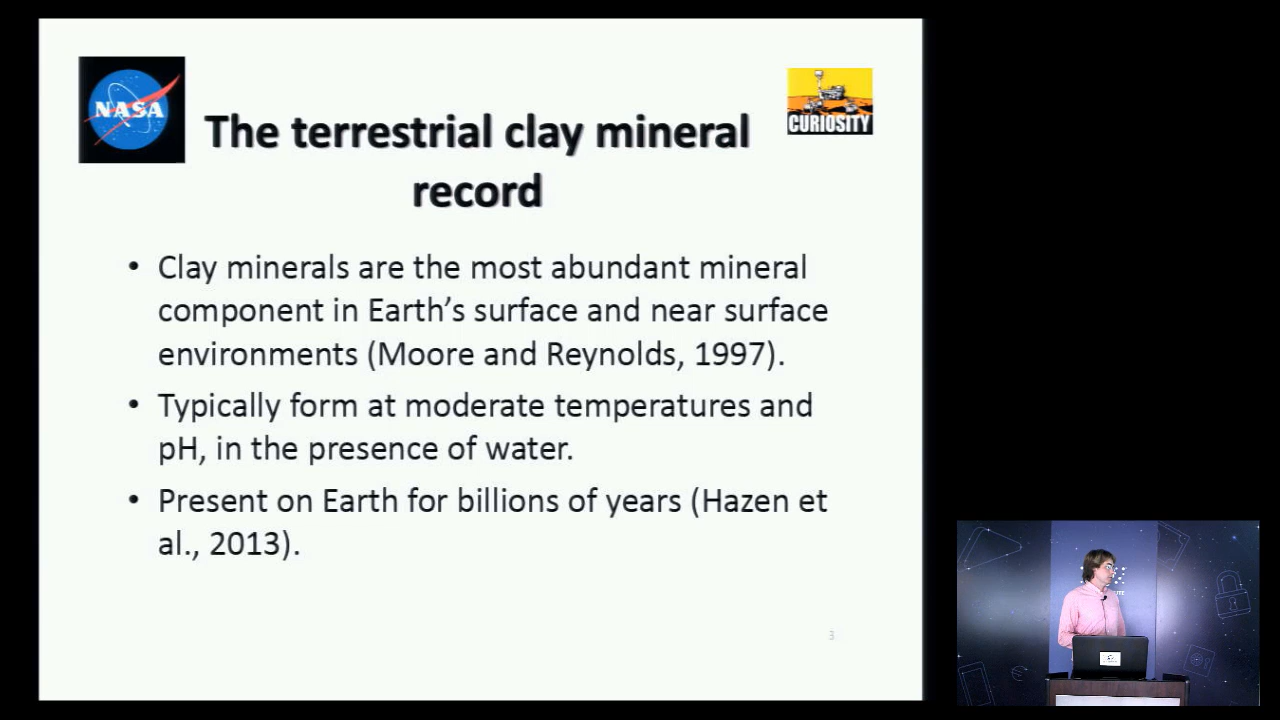 NASA
CURIOSITY
The terrestrial clay mineral
record
• Clay minerals are the most abundant mineral
component in Earth’s surface and near surface
environments (Moore and Reynolds, 1997).
• Typically form at moderate temperatures and
pH, in the presence of water.
• Present on Earth for billions of years (Hazen et
al., 2013).
3